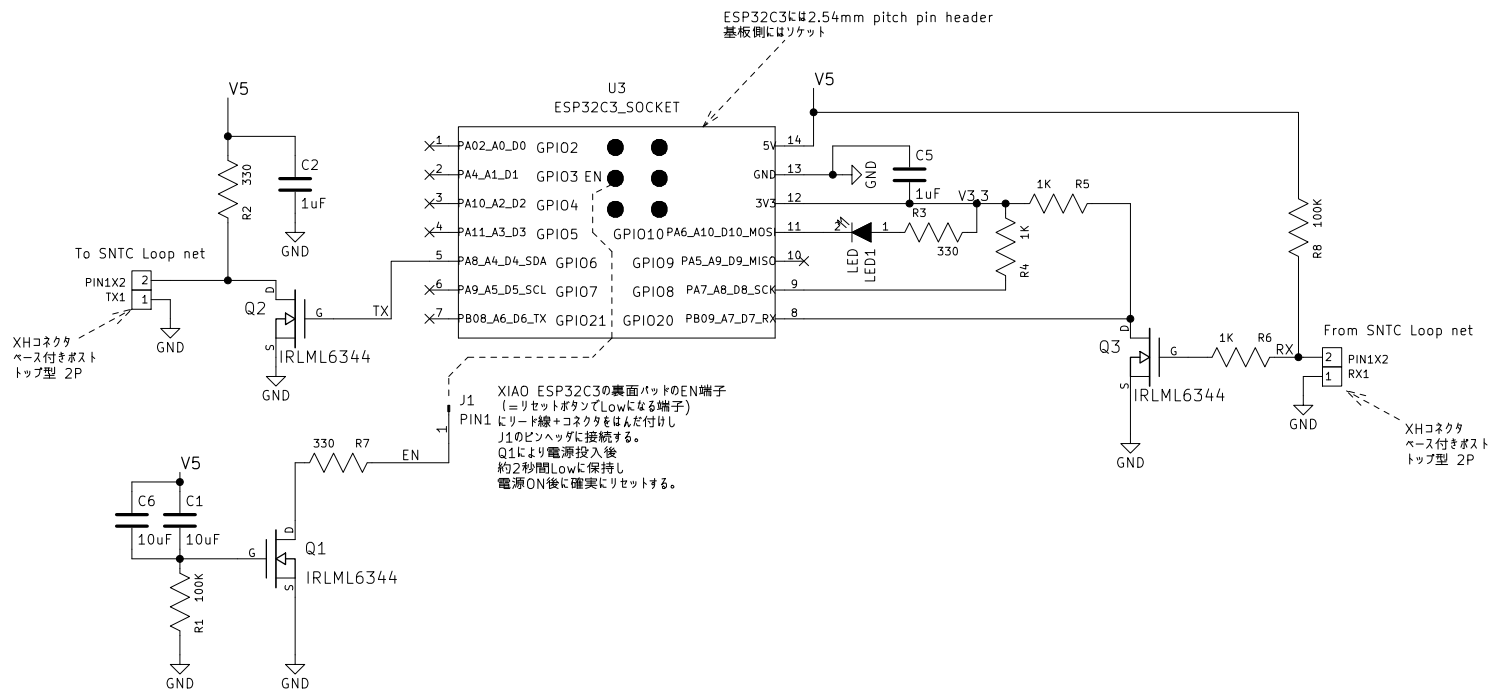 ESP32C3には2.54mm pitch pin header
基板側にはソケット
V5
U3
ESP32C3_SOCKET
V5
R2
330
C2
1uF
GND
To SNTC Loop net
PIN1X2
TX1
2
1
GND
XHコネクタ
ベース付きポスト
トップ型 2P
Q2
D
G
S
IRLML6344
GND
TX
1
PA02_A0_D0
GPIO2
2
PA4_A1_D1
GPIO3
EN
3
PA10_A2_D2
GPIO4
4
PA11_A3_D3
GPIO5
5
PA8_A4_D4_SDA
GPIO6
6
PA9_A5_D5_SCL
GPIO7
7
PB08_A6_D6_TX
GPIO21
5V
14
GND
13
3V3
12
GPIO10
PA6_A10_D10_MOSI
11
GPIO9
PA5_A9_D9_MISO
10
GPIO8
PA7_A8_D8_SCK
9
GPIO20
PB09_A7_D7_RX
8
GND
C5
1uF
V3.3
2
1
LED
LED1
R3
330
1K
R4
1K
R5
R8
100K
Q3
D
G
S
IRLML6344
GND
1K
R6
RX
From SNTC Loop net
2
1
PIN1X2
RX1
GND
XHコネクタ
ベース付きポスト
トップ型 2P
J1
PIN1
1
XIAO ESP32C3の裏面パッドのEN端子
(=リセットボタンでLowになる端子)
にリード線+コネクタをはんだ付けし
J1のピンヘッダに接続する。
Q1により電源投入後
約2秒間Lowに保持し
電源ON後に確実にリセットする。
330
R7
EN
V5
C6
10uF
C1
10uF
G
D
S
Q1
IRLML6344
R1
100K
GND
GND